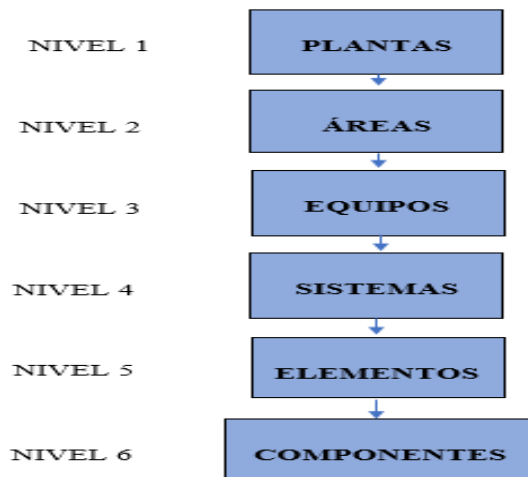 NIVEL 1 PLANTAS
NIVEL 2 ÁREAS
NIVEL 3 EQUIPOS
NIVEL 4 SISTEMAS
NIVEL 5 ELEMENTOS
NIVEL 6 COMPONENTES